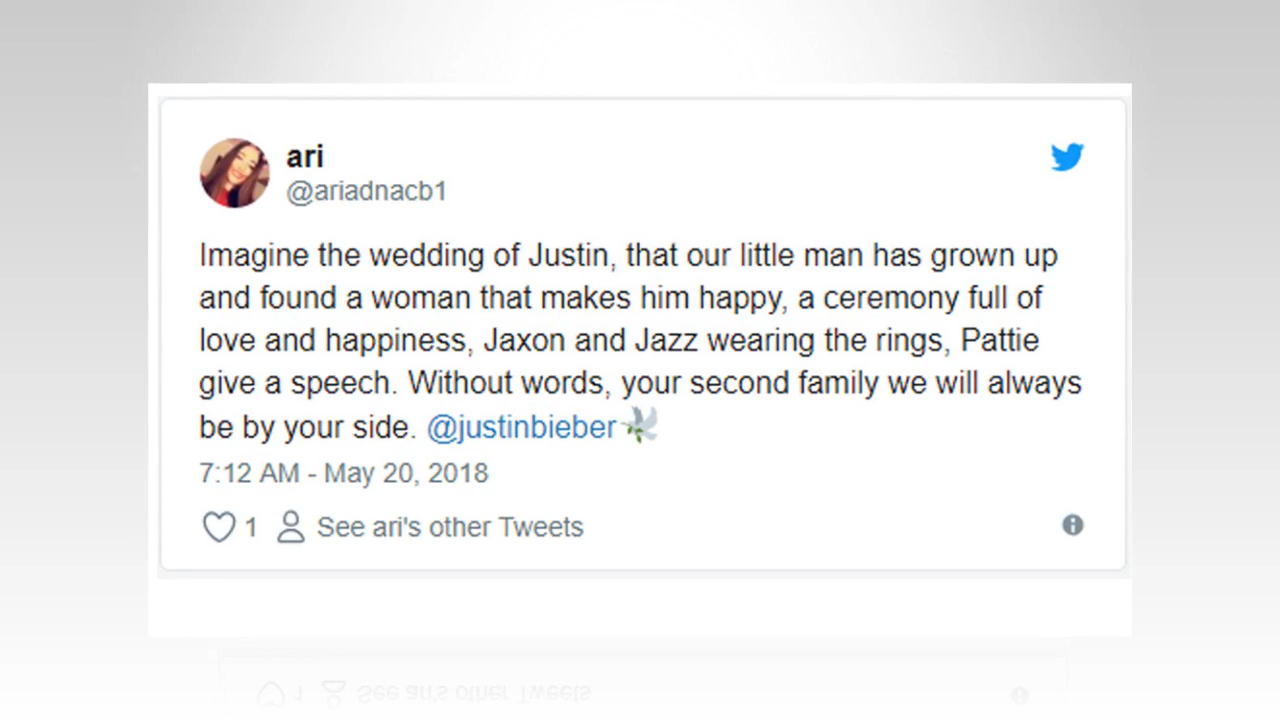 ari
@ariadnacb1
Imagine the wedding of Justin, that our little man has grown up
and found a woman that makes him happy, a ceremony full of
love and happiness, Jaxon and Jazz wearing the rings, Pattie
give a speech. Without words, your second family we will always
be by your side. @justinbieber🕊
7:12 AM - May 20, 2018
1 See ari's other Tweets